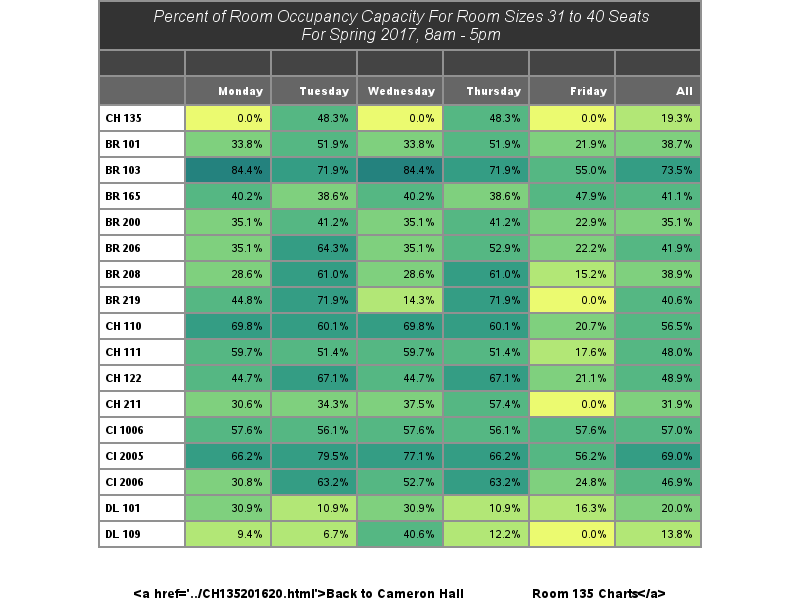 Percent of Room Occupancy Capacity For Room Sizes 31 to 40 Seats
For Spring 2017, 8am - 5pm
Monday Tuesday Wednesday Thursday Friday All
CH 135 0.0% 48.3% 0.0% 48.3% 0.0% 19.3%
BR 101 33.8% 51.9% 33.8% 51.9% 21.9% 38.7%
BR 103 84.4% 71.9% 84.4% 71.9% 55.0% 73.5%
BR 165 40.2% 38.6% 40.2% 38.6% 47.9% 41.1%
BR 200 35.1% 41.2% 35.1% 41.2% 22.9% 35.1%
BR 206 35.1% 64.3% 35.1% 52.9% 22.2% 41.9%
BR 208 28.6% 61.0% 28.6% 61.0% 15.2% 38.9%
BR 219 44.8% 71.9% 14.3% 71.9% 0.0% 40.6%
CH 110 69.8% 60.1% 69.8% 60.1% 20.7% 56.5%
CH 111 59.7% 51.4% 59.7% 51.4% 17.6% 48.0%
CH 122 44.7% 67.1% 44.7% 67.1% 21.1% 48.9%
CH 211 30.6% 34.3% 37.5% 57.4% 0.0% 31.9%
CI 1006 57.6% 56.1% 57.6% 56.1% 57.6% 57.0%
CI 2005 66.2% 79.5% 77.1% 66.2% 56.2% 69.0%
CI 2006 30.8% 63.2% 52.7% 63.2% 24.8% 46.9%
DL 101 30.9% 10.9% 30.9% 10.9% 16.3% 20.0%
DL 109 9.4% 6.7% 40.6% 12.2% 0.0% 13.8%
<a href='../CH135201620.html'>Back to Cameron Hall Room 135 Charts</a>